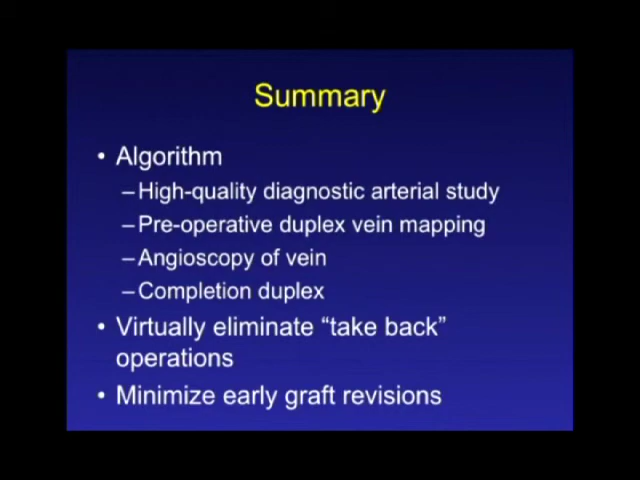 Summary
• Algorithm
–High-quality diagnostic arterial study
–Pre-operative duplex vein mapping
–Angioscopy of vein
–Completion duplex
• Virtually eliminate “take back”
operations
• Minimize early graft revisions